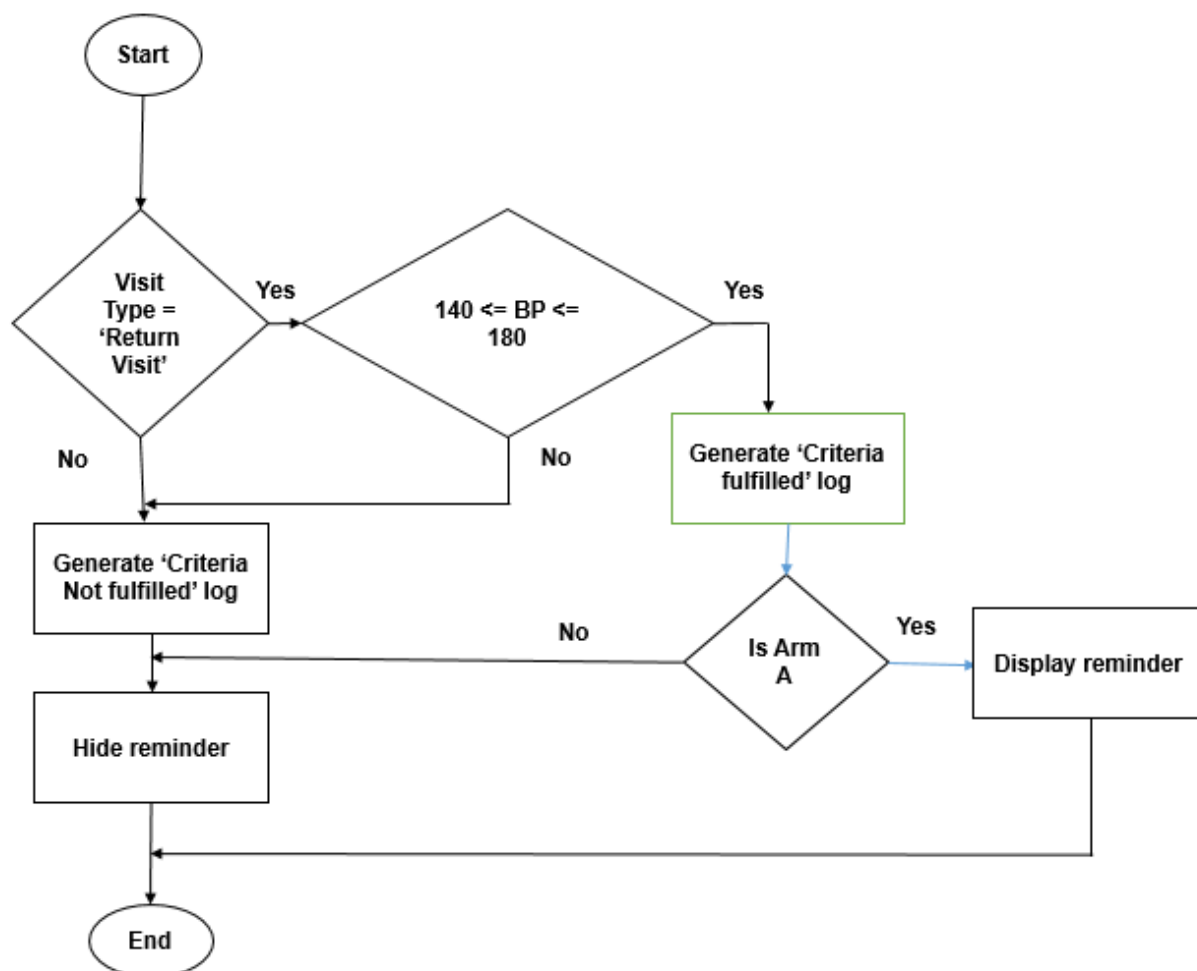 Start
Visit
Type =
‘Return
Visit’
Yes
140 <= BP <=
180
Yes
No
No
Generate ‘Criteria
fulfilled’ log
Generate ‘Criteria
Not fulfilled’ log
No
Is Arm
A
Yes
Display reminder
Hide reminder
End